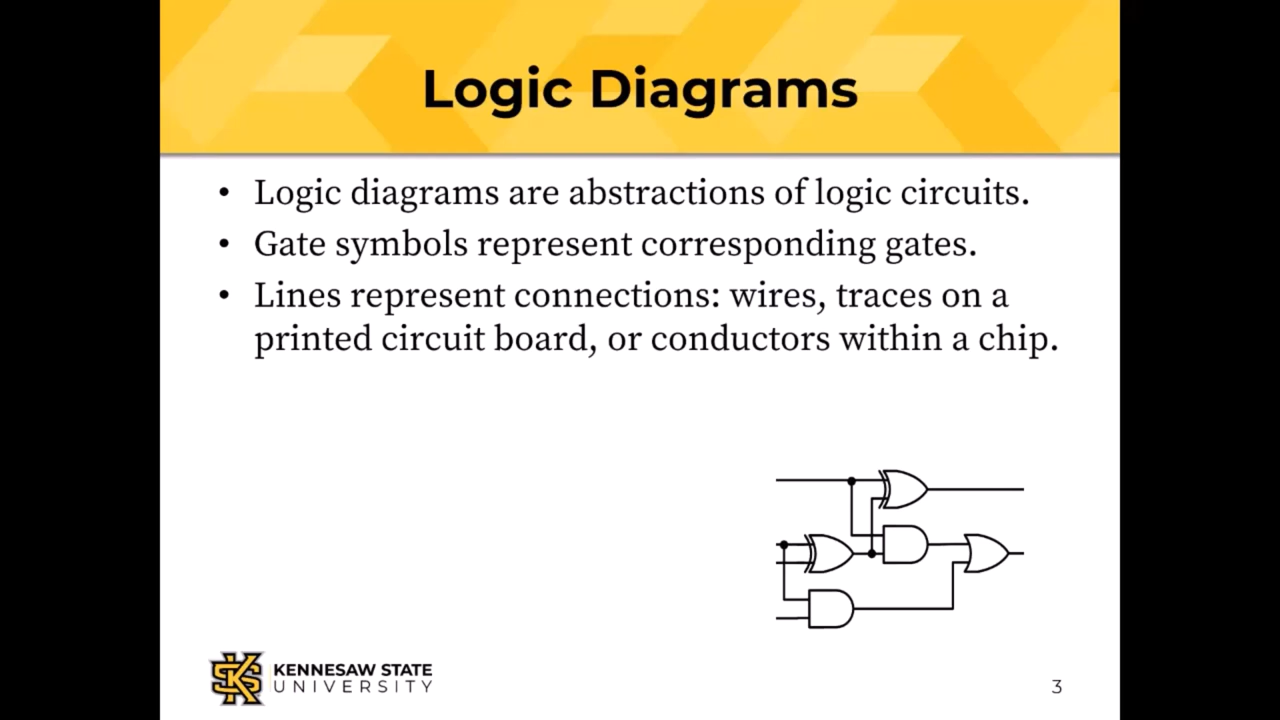 Logic Diagrams
• Logic diagrams are abstractions of logic circuits.
• Gate symbols represent corresponding gates.
• Lines represent connections: wires, traces on a
printed circuit board, or conductors within a chip.
KENNESAW STATE
UNIVERSITY
3